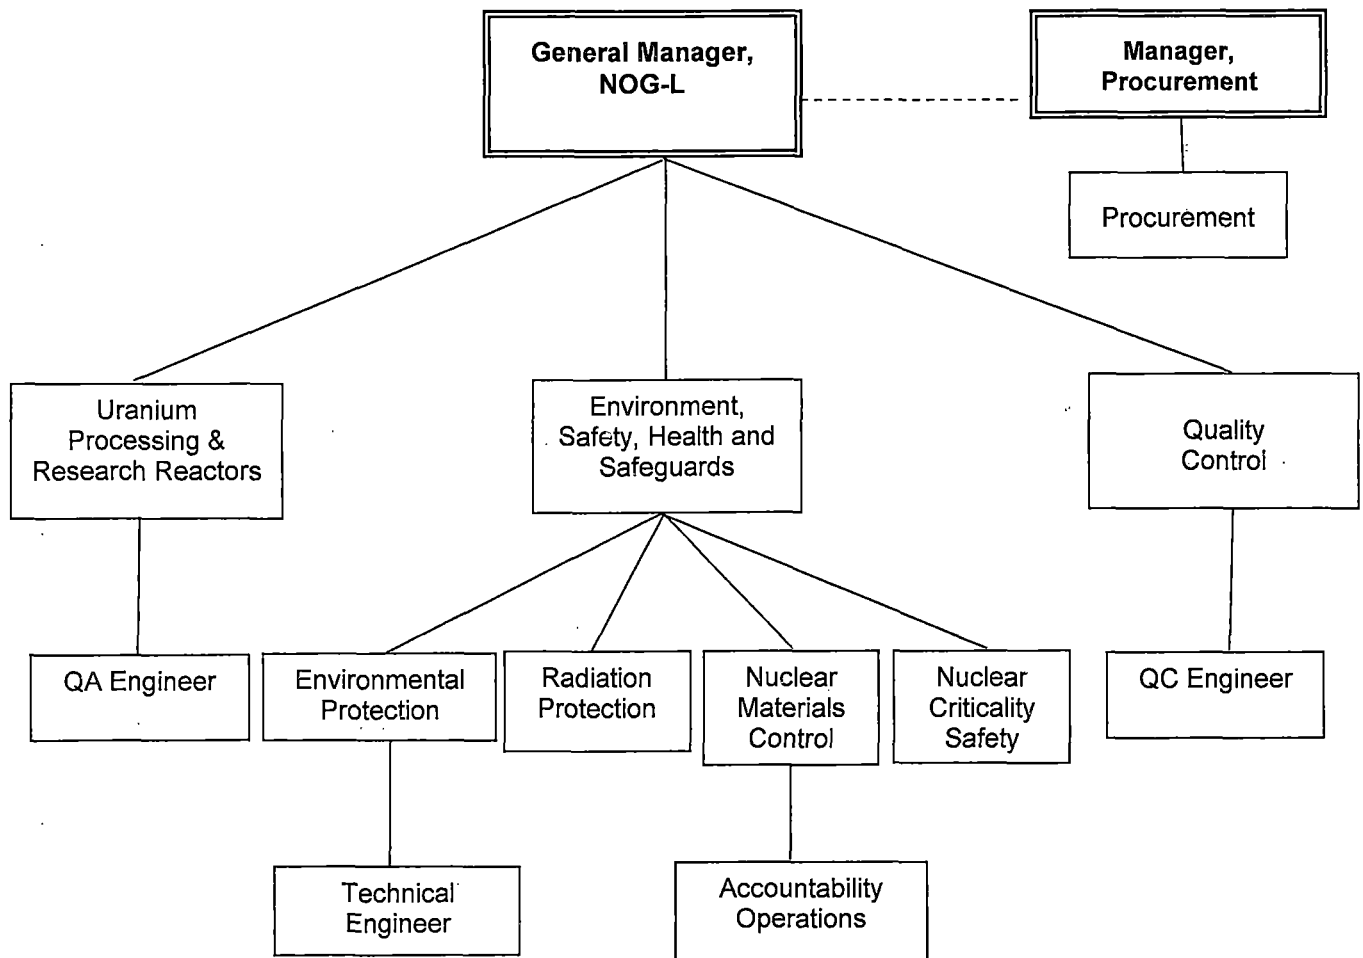 General Manager,
NOG-L
Manager,
Procurement
Procurement
Uranium
Processing &
Research Reactors
Environment,
Safety, Health and
Safeguards
Quality
Control
QA Engineer
Environmental
Protection
Radiation
Protection
Nuclear
Materials
Control
Nuclear
Criticality
Safety
QC Engineer
Technical
Engineer
Accountability
Operations